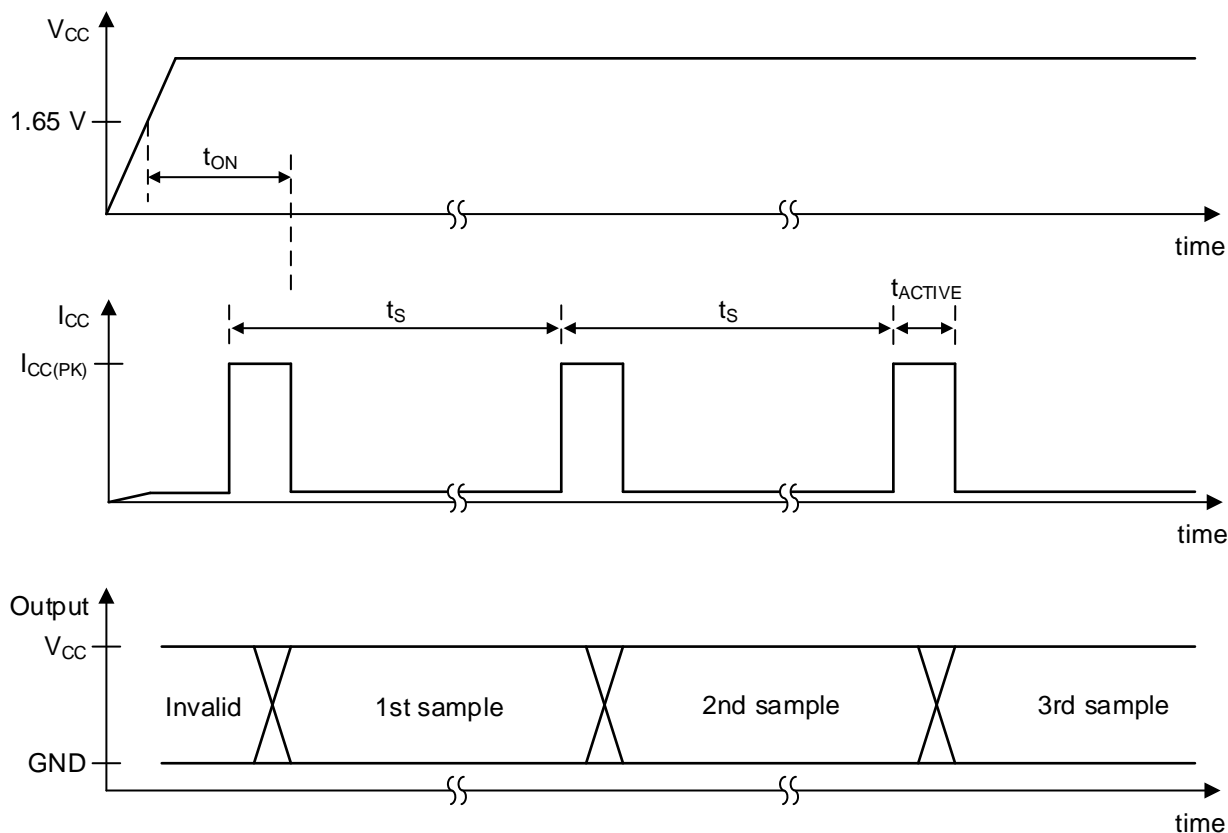 VCC
1.65 V
tON
time
tACTIVE
ICC
tS
tS
ICC(PK)
time
Output
VCC
Invalid
1st sample
2nd sample
3rd sample
GND
time